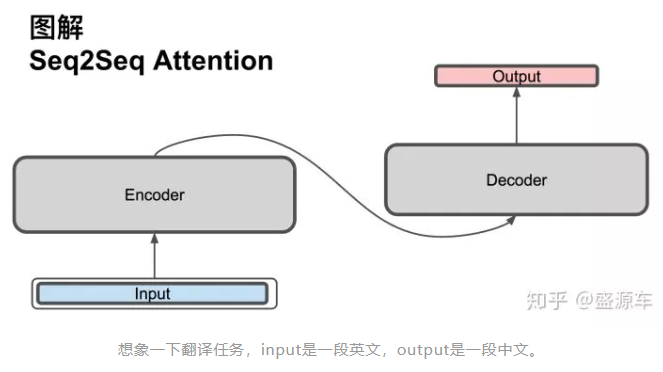 图解
Seq2Seq Attention
Output
Encoder
Decoder
Input
知乎 @盛源车
想象一下翻译任务，input是一段英文，output是一段中文。